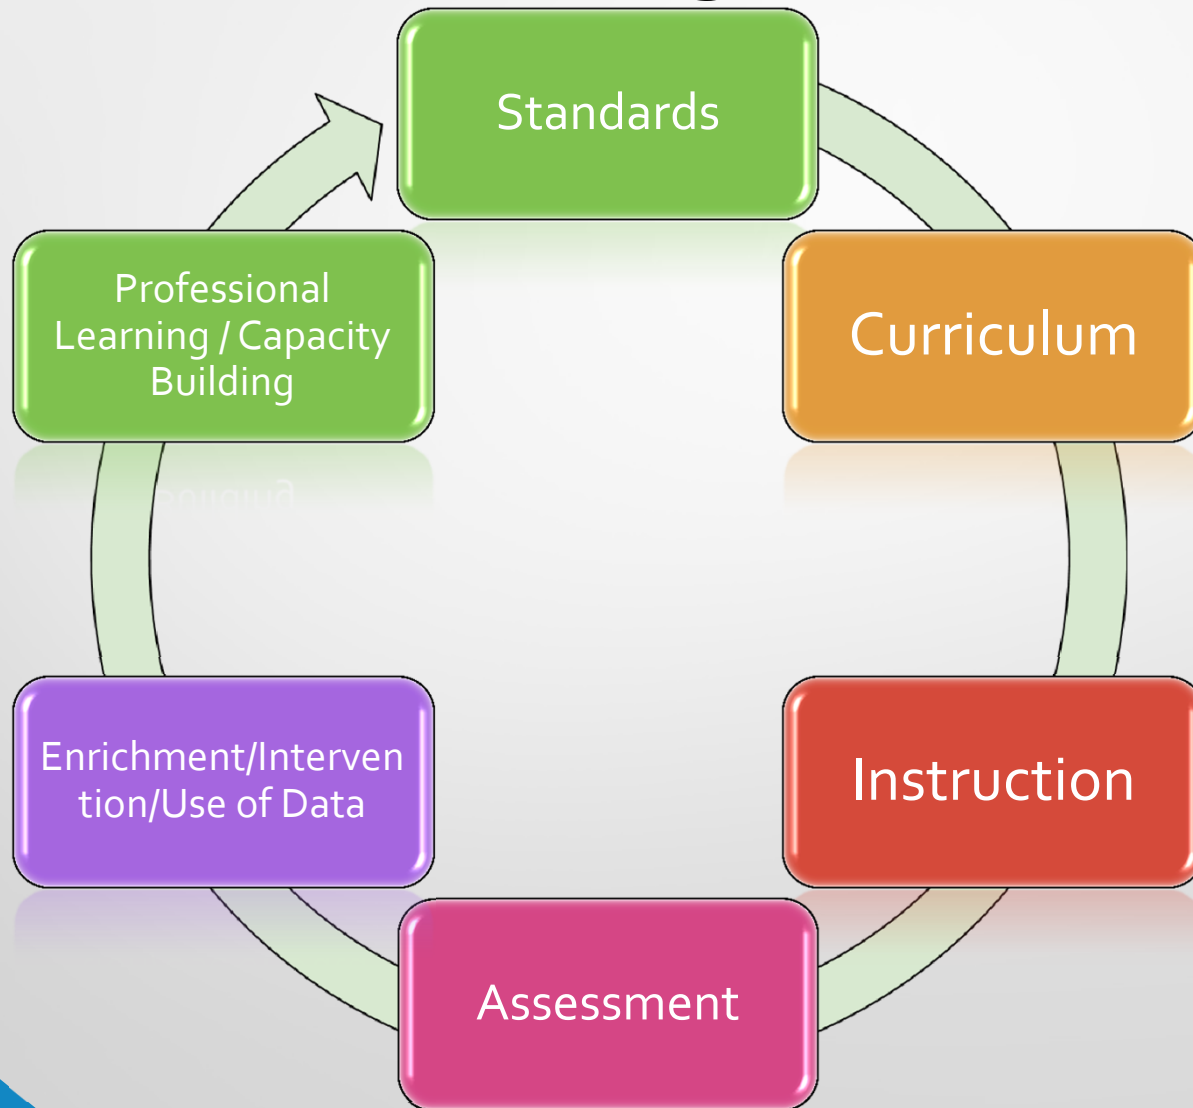 Standards
Curriculum
Instruction
Assessment
Enrichment/Interven
tion/Use of Data
Professional
Learning / Capacity
Building